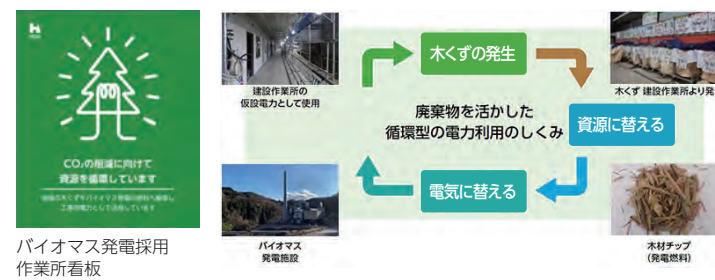 CO₂の削減に向けて
資源を循環しています
バイオマス発電採用
作業所看板
木くずの発生
建設作業所の
仮設電力として使用
木くず 建設作業所より発
廃棄物を活かした
循環型の電力利用のしくみ
資源に替える
電気に替える
バイオマス
発電施設
木材チップ
(発電燃料)